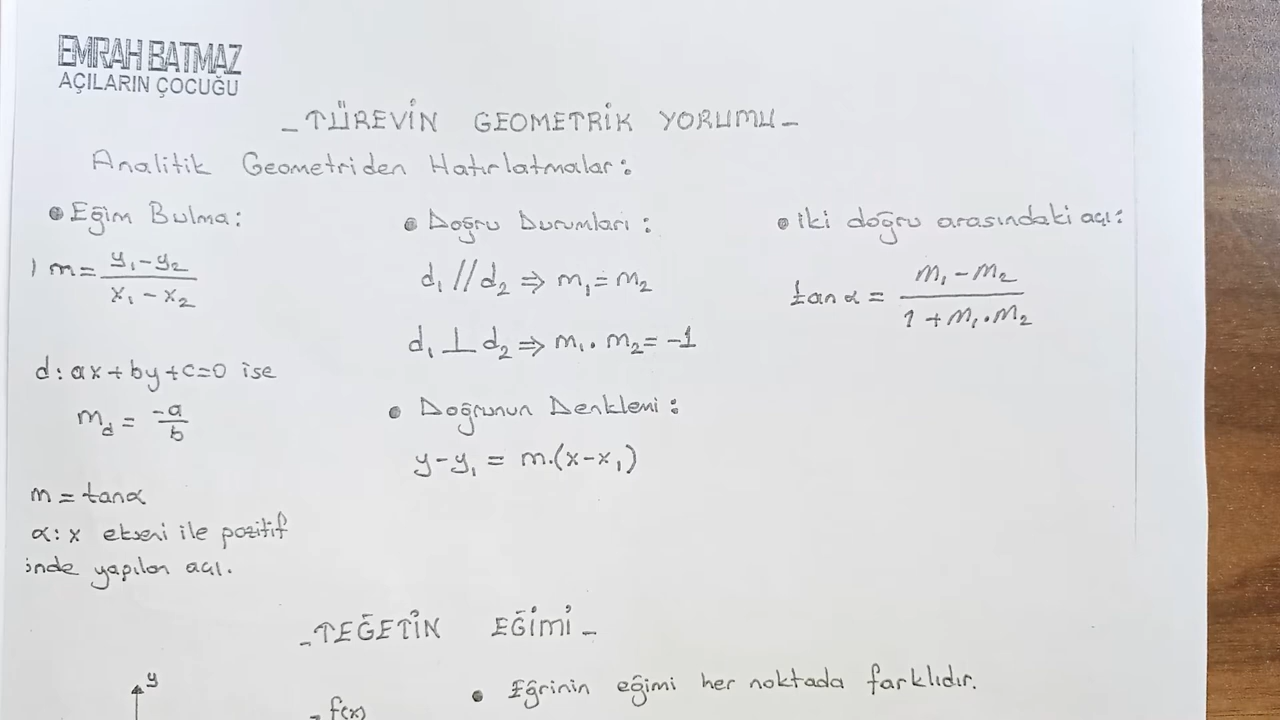 EMRAH BATMAZ
AÇILARIN ÇOCUĞU
-TÜREVİN GEOMETRİK YORUMU-
Analitik Geometriden Hatırlatmalar:
• Eğim Bulma:
m = (y₁-y₂)/(x₁-x₂)
d: ax+by+c=0 ise
m_d = -a/b
m = tanα
α: x ekseni ile pozitif
yapılan açı.
• Doğru Durumları:
d₁ // d₂ ⇒ m₁ = m₂
d₁ ⊥ d₂ ⇒ m₁.m₂ = -1
• Doğrunun Denklemi:
y-y₁ = m.(x-x₁)
• İki doğru arasındaki açı:
tanα = (m₁-m₂)/(1+m₁.m₂)
-TEĞETİN EĞİMİ-
y
f(x)
• Eğrinin eğimi her noktada farklıdır.